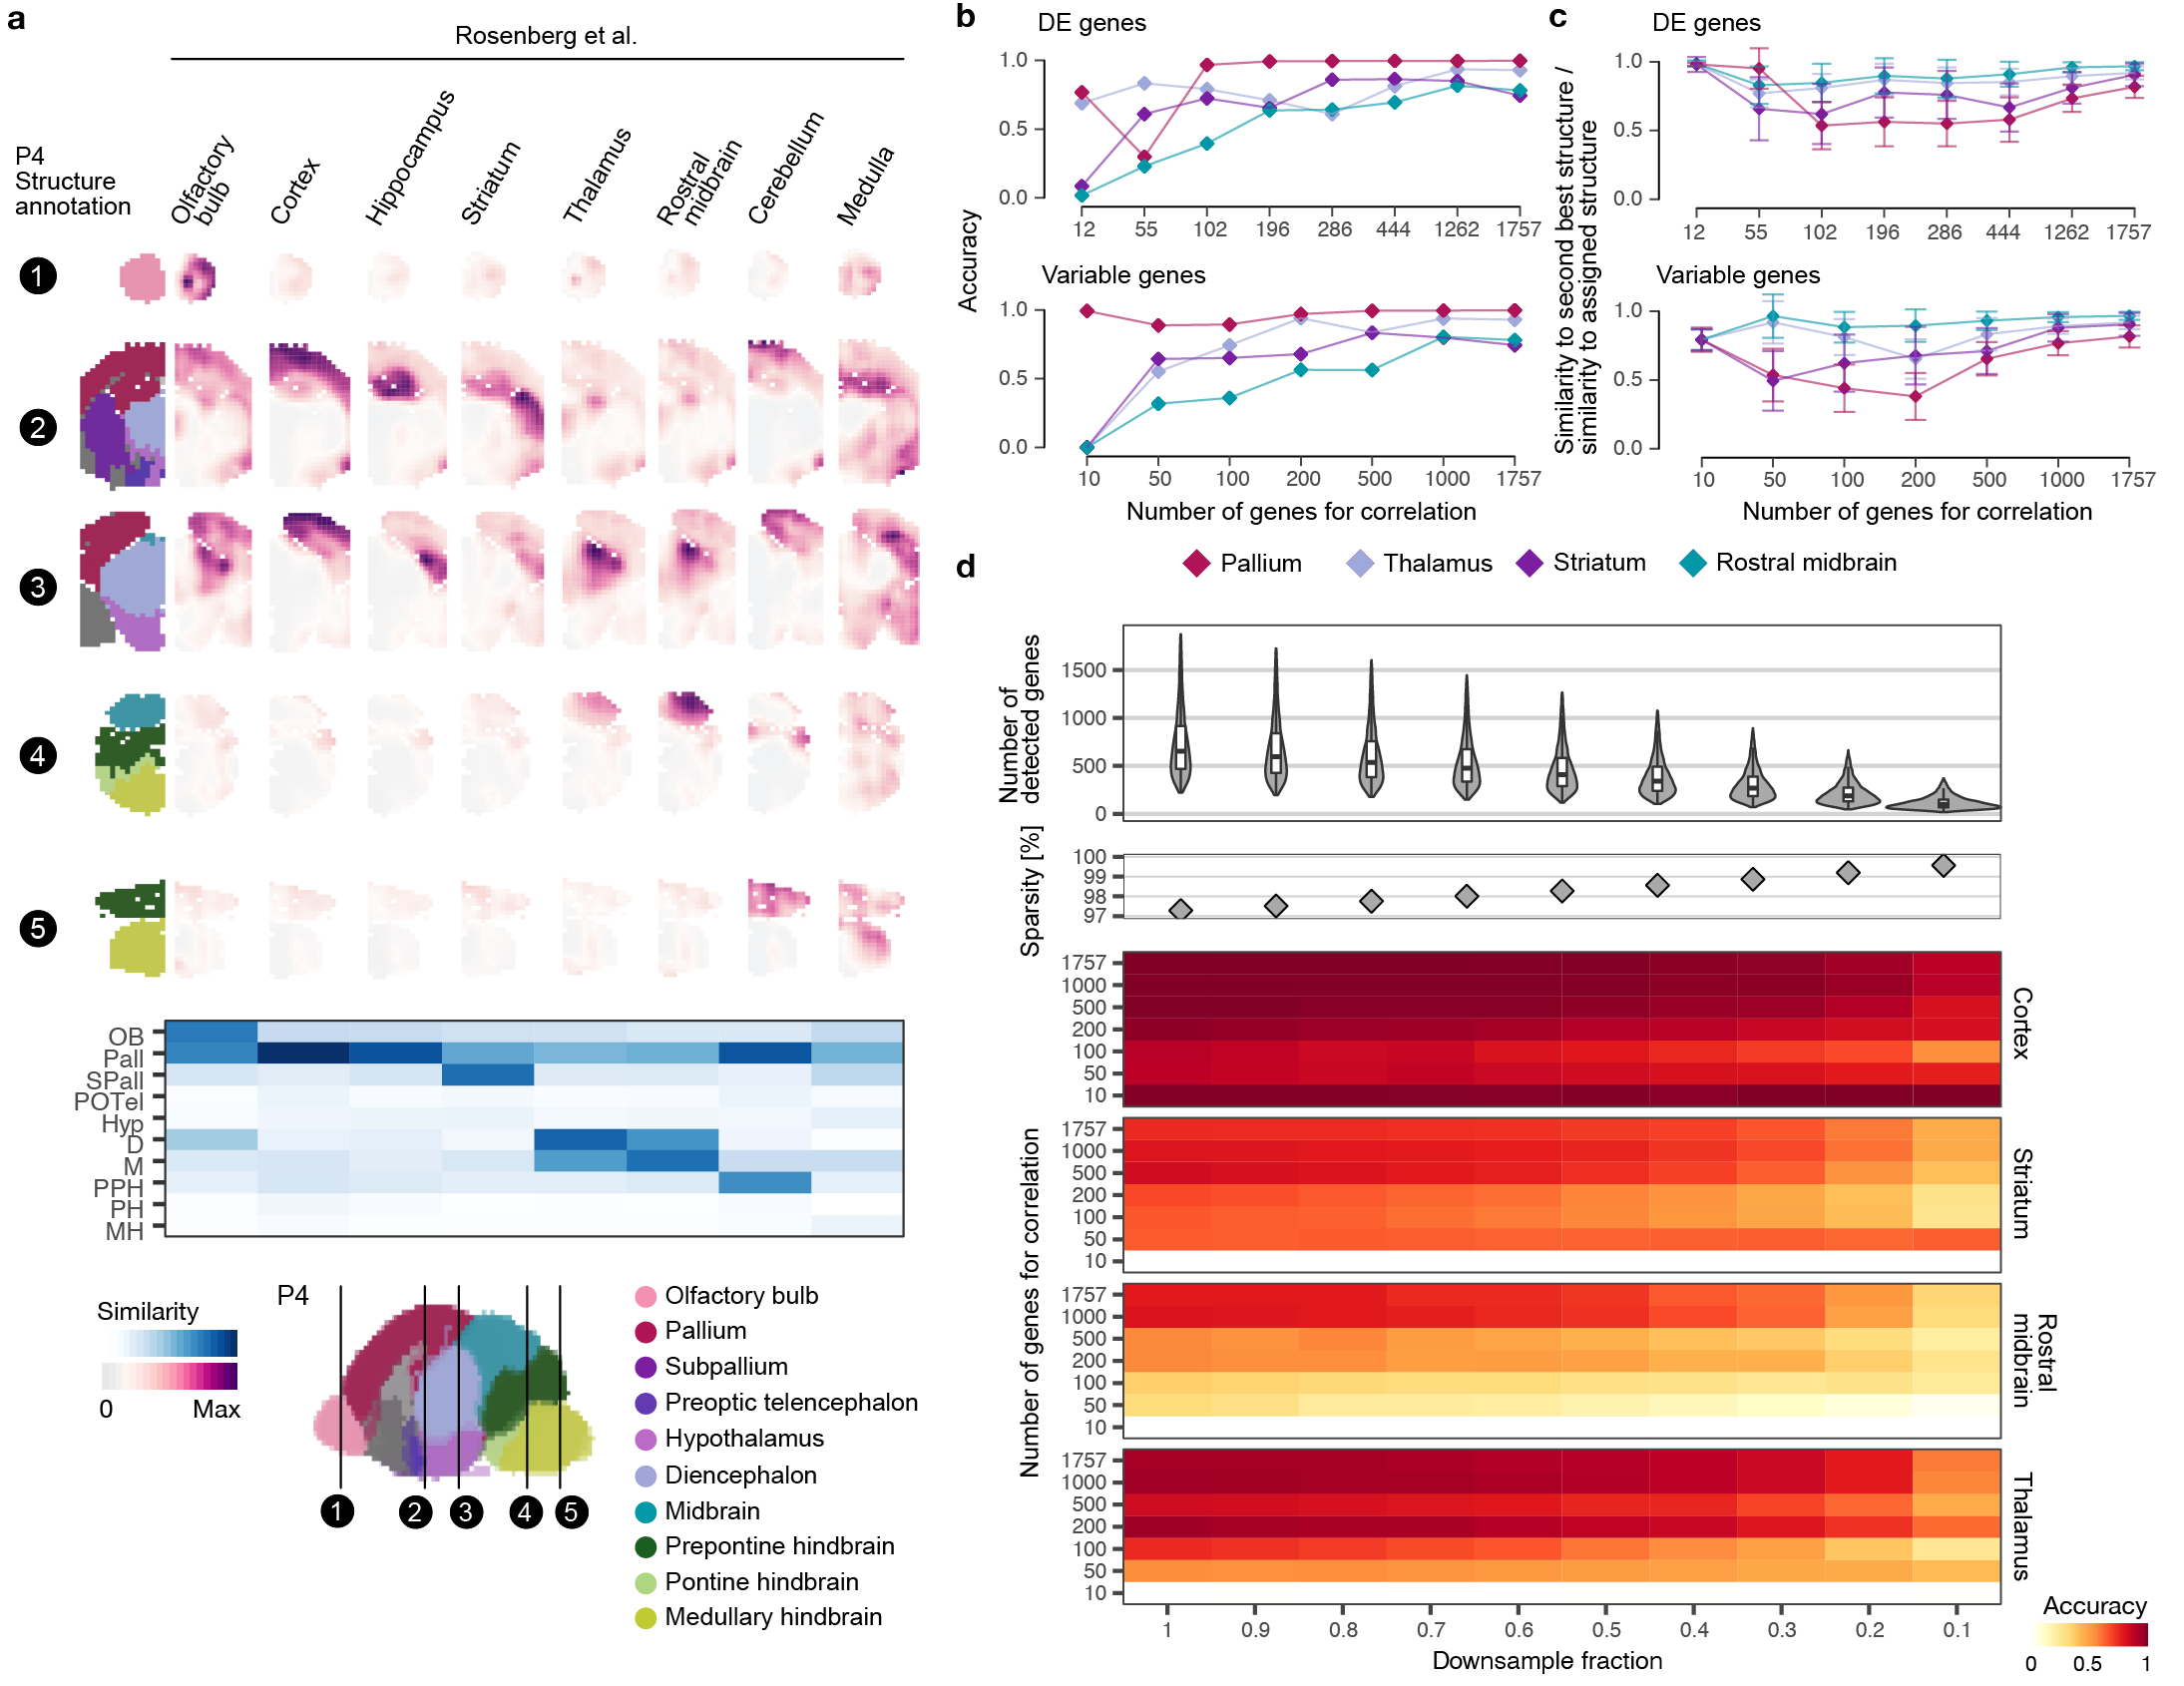 a
Rosenberg et al.
P4
Structure
annotation
Olfactory
bulb
Cortex
Hippocampus
Striatum
Thalamus
Rostral
midbrain
Cerebellum
Medulla
1
2
3
4
5
OB
Pall
SPall
POTel
Hyp
D
M
PPH
PH
MH
Similarity
0 Max
P4
1 2 3 4 5
Olfactory bulb
Pallium
Subpallium
Preoptic telencephalon
Hypothalamus
Diencephalon
Midbrain
Prepontine hindbrain
Pontine hindbrain
Medullary hindbrain
b
DE genes
1.0
0.5
0.0
12 55 102 196 286 444 1262 1757
Accuracy
Variable genes
1.0
0.5
0.0
10 50 100 200 500 1000 1757
Number of genes for correlation
c
DE genes
1.0
0.5
0.0
12 55 102 196 286 444 1262 1757
Similarity to second best structure /
similarity to assigned structure
Variable genes
1.0
0.5
0.0
10 50 100 200 500 1000 1757
Number of genes for correlation
Pallium Thalamus Striatum Rostral midbrain
d
Number of
detected genes
1500
1000
500
0
Sparsity [%]
100
99
98
97
Number of genes for correlation
1757
1000
500
200
100
50
10
Cortex
1757
1000
500
200
100
50
10
Striatum
1757
1000
500
200
100
50
10
Rostral
midbrain
1757
1000
500
200
100
50
10
Thalamus
1 0.9 0.8 0.7 0.6 0.5 0.4 0.3 0.2 0.1
Downsample fraction
Accuracy
0 0.5 1